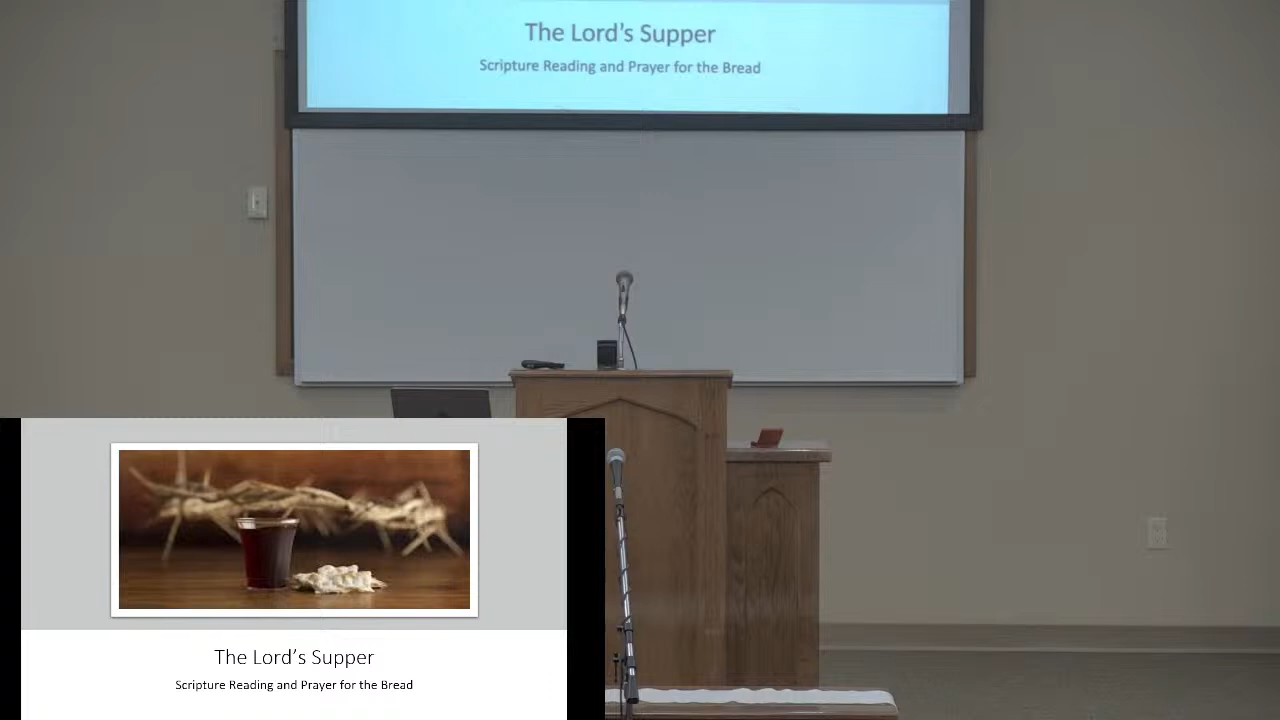 The Lord's Supper
Scripture Reading and Prayer for the Bread
The Lord's Supper
Scripture Reading and Prayer for the Bread